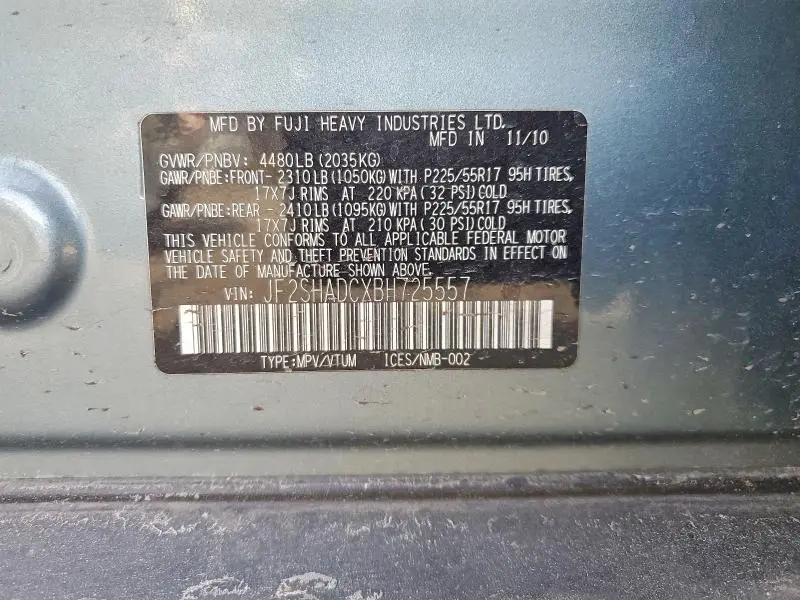 MFD BY FUJI HEAVY INDUSTRIES LTD.
MFD IN 11/10
GVWR/PNBV: 4480LB(2035KG)
GAWR/PNBE:FRONT- 2310LB(1050KG)WITH P225/55R17 95H TIRES,
17X7J RIMS AT 220 KPA(32 PSI)COLD
GAWR/PNBE:REAR - 2410LB(1095KG)WITH P225/55R17 95H TIRES,
17X7J RIMS AT 210 KPA(30 PSI)COLD
THIS VEHICLE CONFORMS TO ALL APPLICABLE FEDERAL MOTOR
VEHICLE SAFETY AND THEFT PREVENTION STANDARDS IN EFFECT ON
THE DATE OF MANUFACTURE SHOWN ABOVE.
VIN: JF2SHADCXBH725557
TYPE:MPV/VTUM ICES/NMB-002